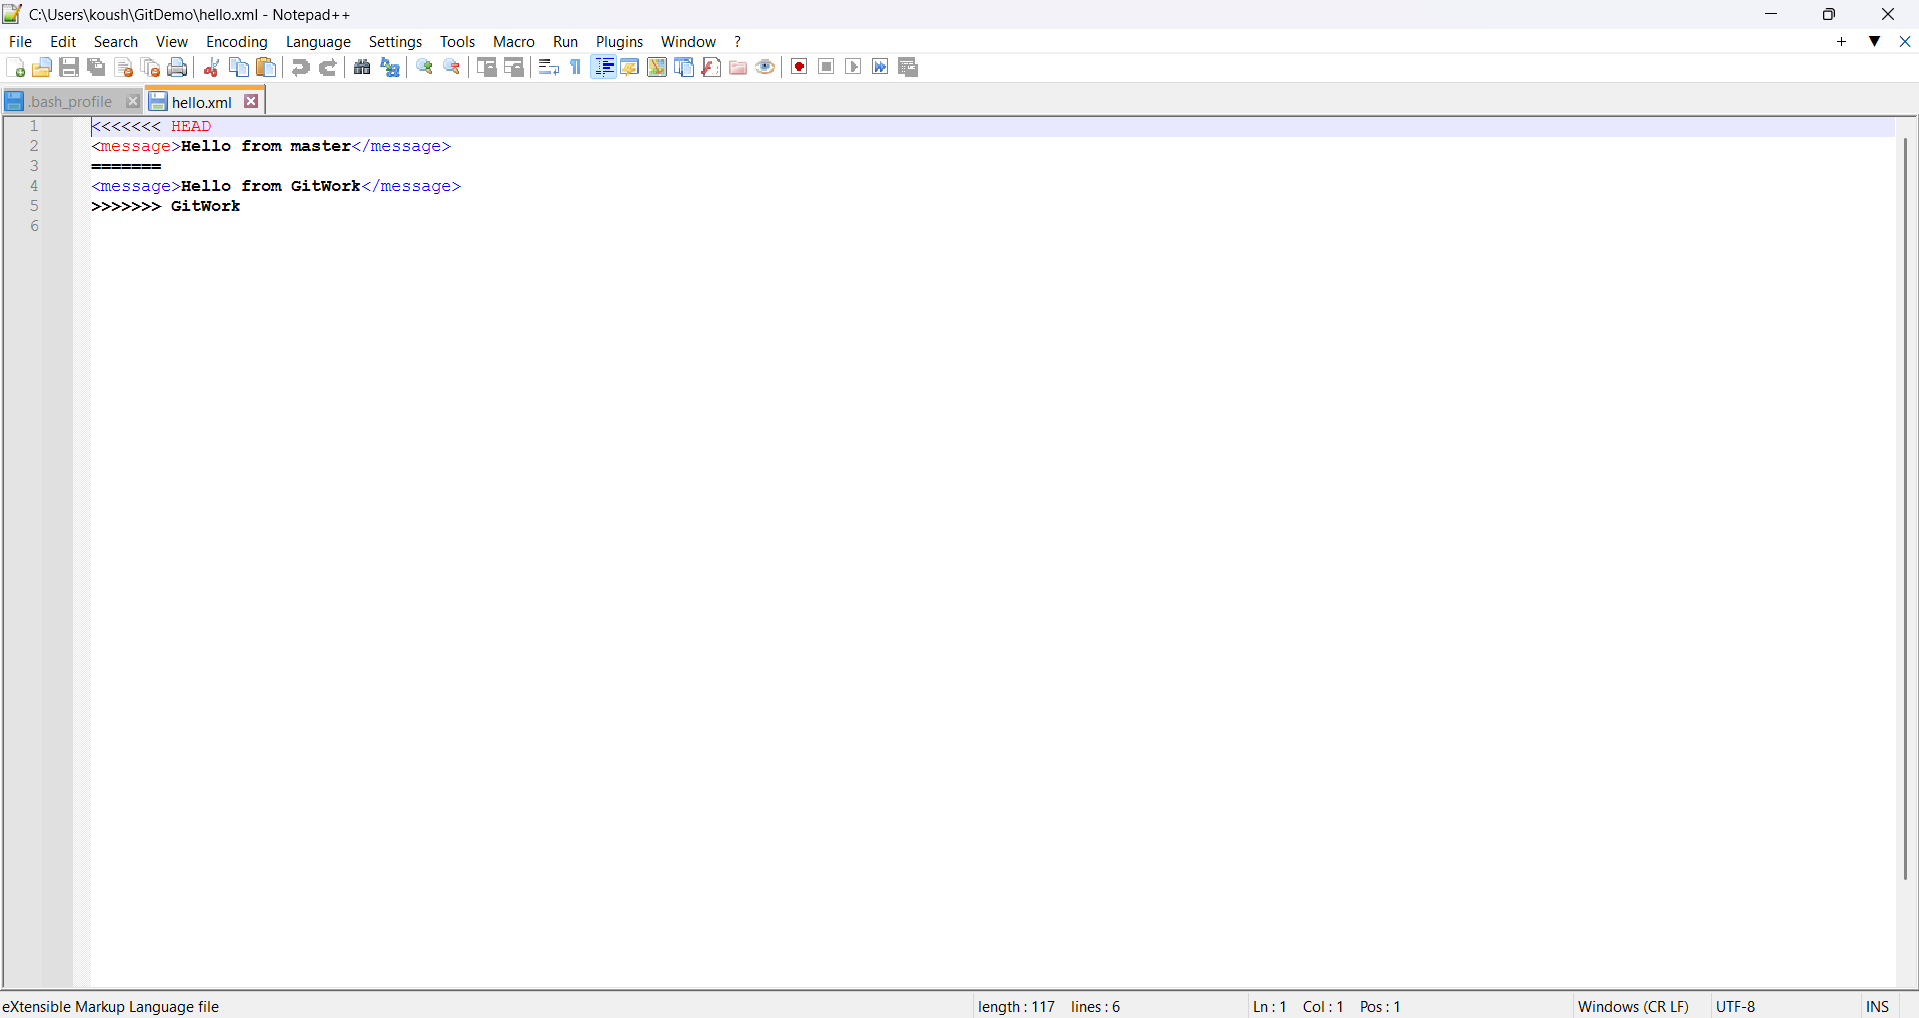 C:\Users\koush\GitDemo\hello.xml - Notepad++
File Edit Search View Encoding Language Settings Tools Macro Run Plugins Window ?
.bash_profile hello.xml
1 <<<<<<< HEAD
2 <message>Hello from master</message>
3 =======
4 <message>Hello from GitWork</message>
5 >>>>>>> GitWork
6
eXtensible Markup Language file length : 117 lines : 6 Ln : 1 Col : 1 Pos : 1 Windows (CR LF) UTF-8 INS